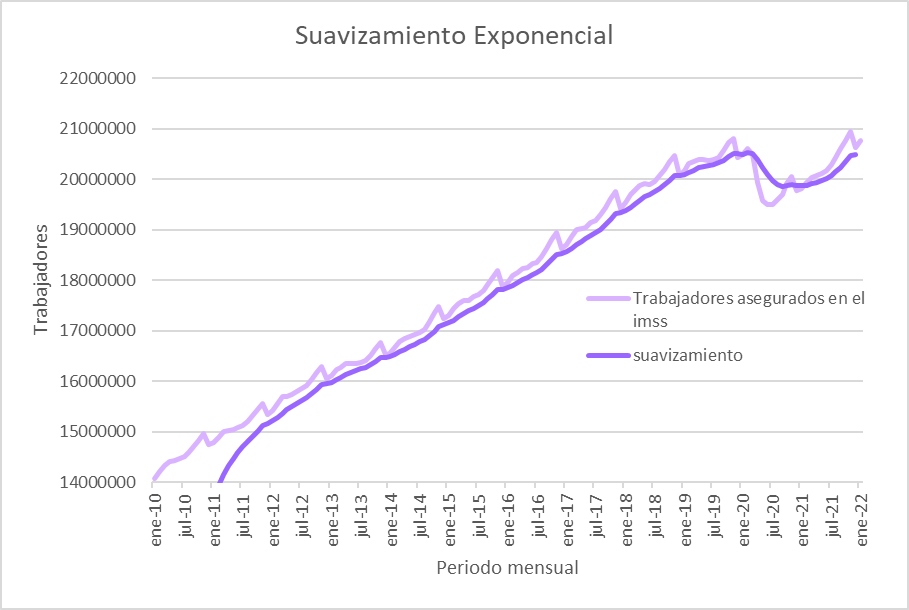 Suavizamiento Exponencial
22000000
21000000
20000000
19000000
18000000
17000000
16000000
15000000
14000000
Trabajadores
Trabajadores asegurados en el
imss
suavizamiento
ene-10
jul-10
ene-11
jul-11
ene-12
jul-12
ene-13
jul-13
ene-14
jul-14
ene-15
jul-15
ene-16
jul-16
ene-17
jul-17
ene-18
jul-18
ene-19
jul-19
ene-20
jul-20
ene-21
jul-21
ene-22
Periodo mensual